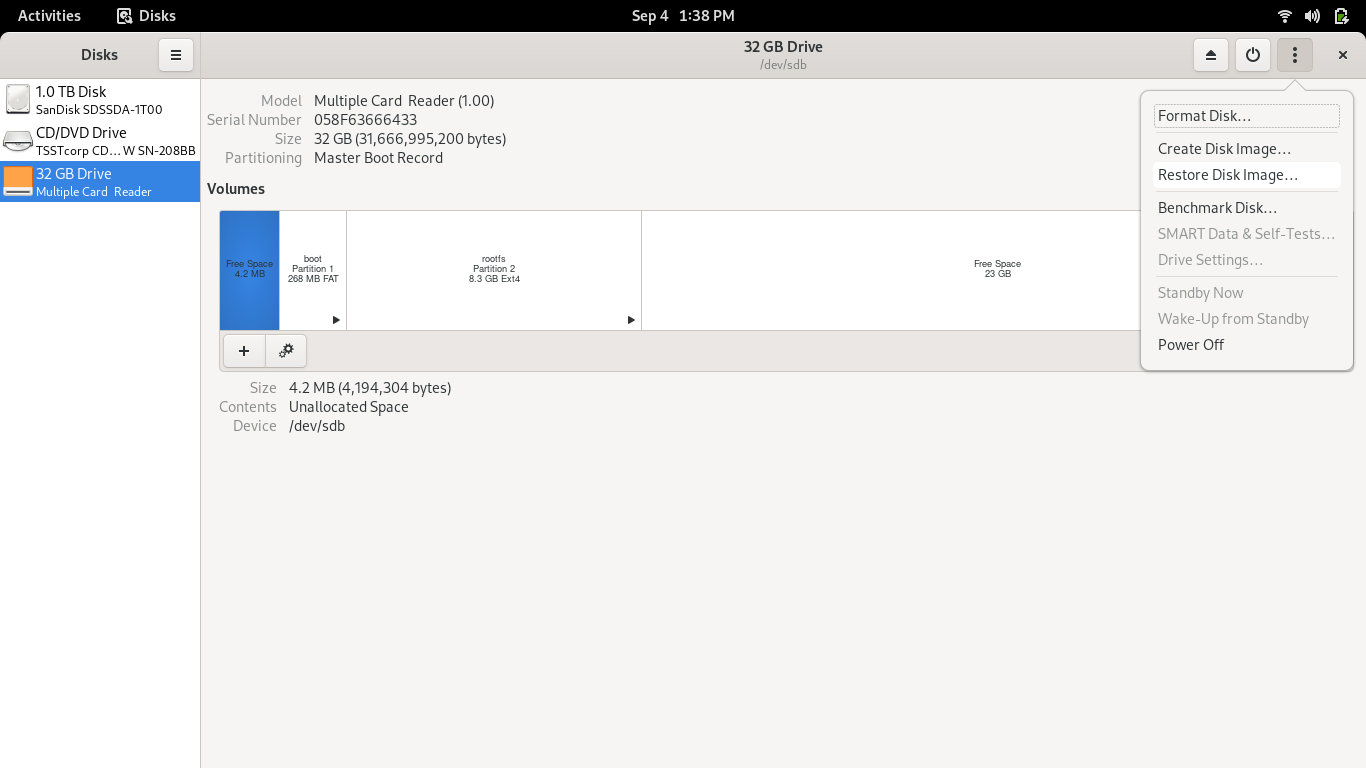 Activities Disks Sep 4 1:38 PM
Disks
32 GB Drive
/dev/sdb
1.0 TB Disk
SanDisk SDSSDA-1T00
CD/DVD Drive
TSSTcorp CD…W SN-208BB
32 GB Drive
Multiple Card Reader
Model Multiple Card Reader (1.00)
Serial Number 058F63666433
Size 32 GB (31,666,995,200 bytes)
Partitioning Master Boot Record
Volumes
Free Space
4.2 MB
boot
Partition 1
268 MB FAT
rootfs
Partition 2
8.3 GB Ext4
Free Space
23 GB
Size 4.2 MB (4,194,304 bytes)
Contents Unallocated Space
Device /dev/sdb
Format Disk…
Create Disk Image…
Restore Disk Image…
Benchmark Disk…
SMART Data & Self-Tests…
Drive Settings…
Standby Now
Wake-Up from Standby
Power Off